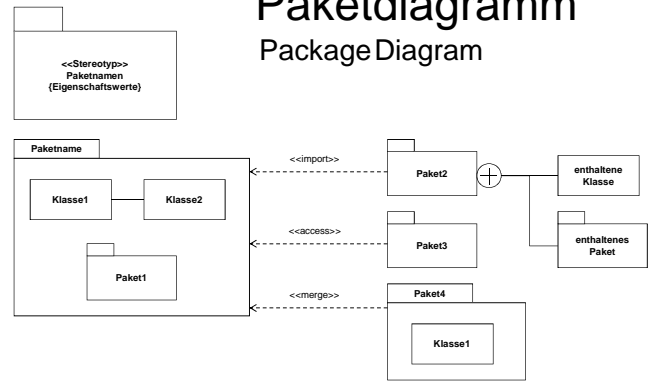 Paketdiagramm
Package Diagram
<<Stereotyp>>
Paketnamen
{Eigenschaftswerte}
Paketname
Klasse1
Klasse2
Paket1
<<import>>
<<access>>
<<merge>>
Paket2
enthaltene
Klasse
Paket3
enthaltenes
Paket
Paket4
Klasse1